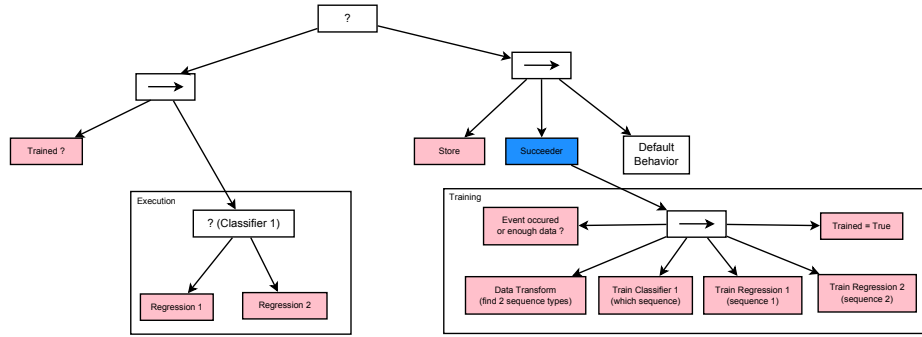 ?
Trained ?
Store
Succeeder
Default
Behavior
Execution
? (Classifier 1)
Regression 1
Regression 2
Training
Event occured
or enough data ?
Trained = True
Data Transform
(find 2 sequence types)
Train Classifier 1
(which sequence)
Train Regression 1
(sequence 1)
Train Regression 2
(sequence 2)